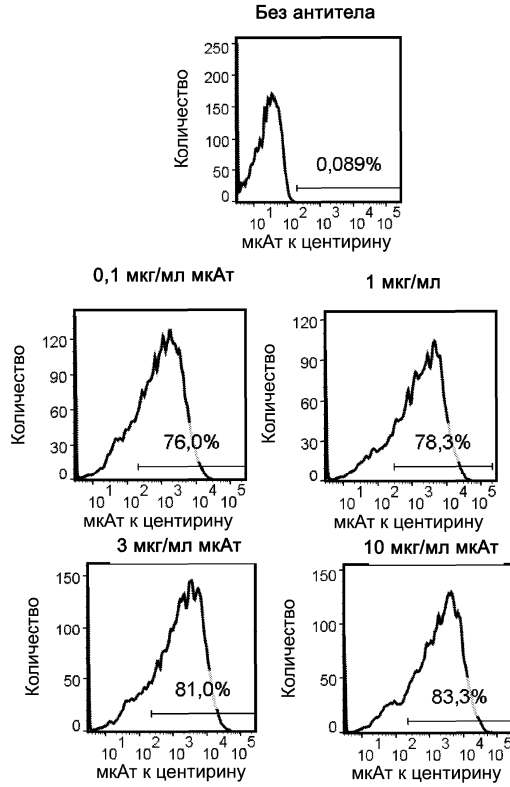 Без антитела
Количество
250
200
150
100
50
0
0,089%
10^1 10^2 10^3 10^4 10^5
мкАт к центирину
0,1 мкг/мл мкАт
Количество
120
90
60
30
0
76,0%
10^1 10^2 10^3 10^4 10^5
мкАт к центирину
1 мкг/мл
Количество
120
90
60
30
0
78,3%
10^1 10^2 10^3 10^4 10^5
мкАт к центирину
3 мкг/мл мкАт
Количество
150
100
50
0
81,0%
10^1 10^2 10^3 10^4 10^5
мкАт к центирину
10 мкг/мл мкАт
Количество
150
100
50
0
83,3%
10^1 10^2 10^3 10^4 10^5
мкАт к центирину